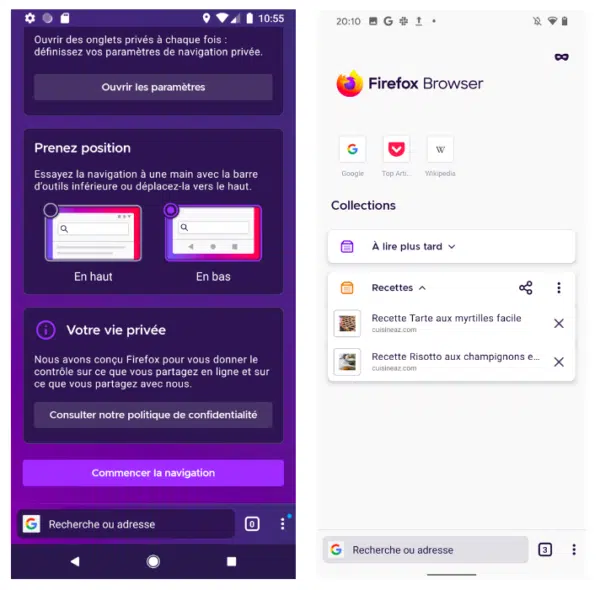 10:55
Ouvrir des onglets privés à chaque fois :
définissez vos paramètres de navigation privée.
Ouvrir les paramètres
Prenez position
Essayez la navigation à une main avec la barre
d'outils inférieure ou déplacez-la vers le haut.
En haut
En bas
Votre vie privée
Nous avons conçu Firefox pour vous donner le
contrôle sur ce que vous partagez en ligne et sur
ce que vous partagez avec nous.
Consulter notre politique de confidentialité
Commencer la navigation
G Recherche ou adresse
0
20:10 G
Firefox Browser
G
W
Google
Top Arti...
Wikipedia
Collections
À lire plus tard
Recettes
Recette Tarte aux myrtilles facile
cuisineaz.com
Recette Risotto aux champignons e...
cuisineaz.com
G Recherche ou adresse
3